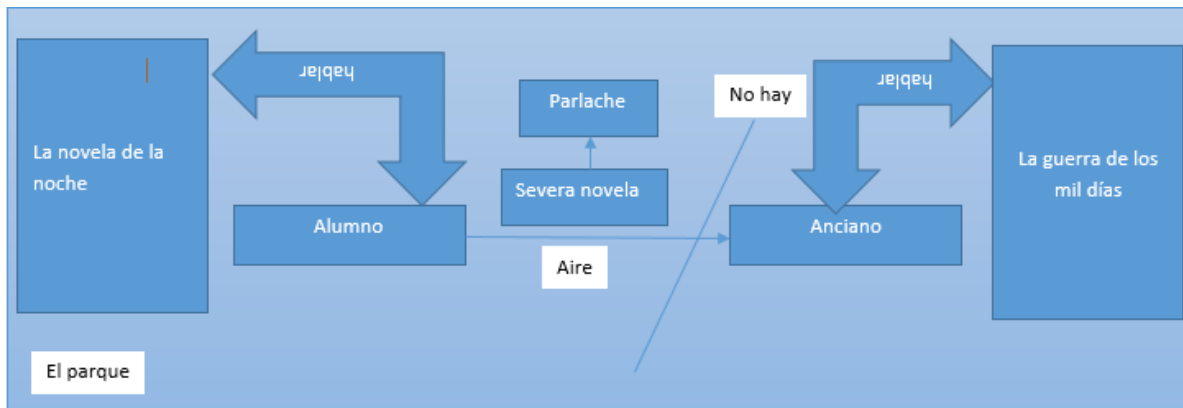 hablar
hablar
No hay
Parlache
La novela de la
noche
La guerra de los
mil días
Severa novela
Alumno
Anciano
Aire
El parque